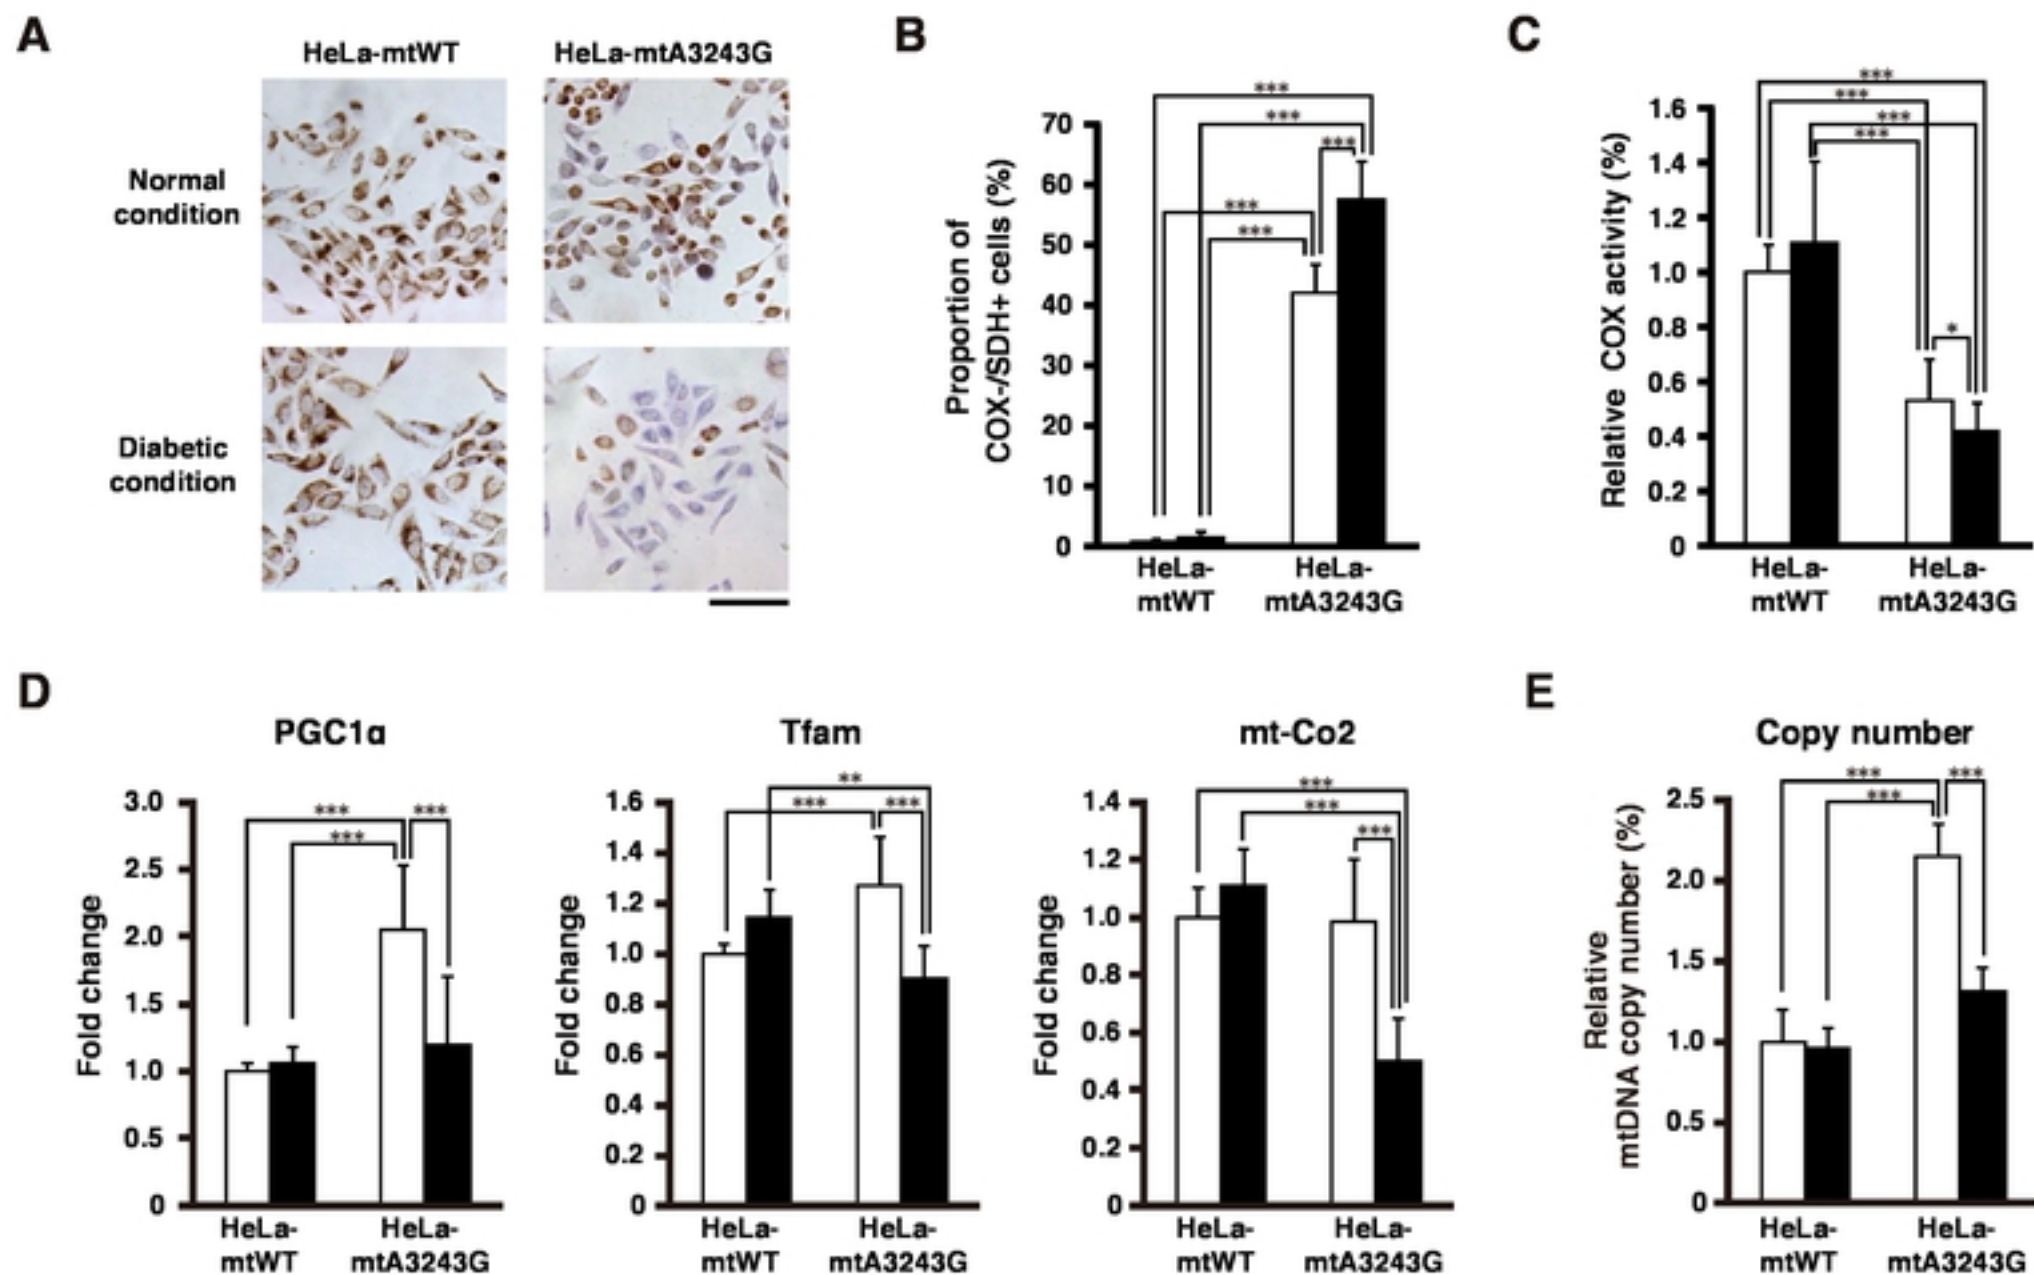 A
HeLa-mtWT
HeLa-mtA3243G
Normal
condition
Diabetic
condition
B
Proportion of
COX-/SDH+ cells (%)
70
60
50
40
30
20
10
0
***
***
***
***
***
HeLa-
mtWT
HeLa-
mtA3243G
C
Relative COX activity (%)
1.6
1.4
1.2
1.0
0.8
0.6
0.4
0.2
0
***
***
***
***
*
HeLa-
mtWT
HeLa-
mtA3243G
D
PGC1α
Fold change
3.0
2.5
2.0
1.5
1.0
0.5
0
***
***
***
HeLa-
mtWT
HeLa-
mtA3243G
Tfam
Fold change
1.6
1.4
1.2
1.0
0.8
0.6
0.4
0.2
0
**
***
***
HeLa-
mtWT
HeLa-
mtA3243G
mt-Co2
Fold change
1.4
1.2
1.0
0.8
0.6
0.4
0.2
0
***
***
***
HeLa-
mtWT
HeLa-
mtA3243G
E
Copy number
Relative
mtDNA copy number (%)
2.5
2.0
1.5
1.0
0.5
0
***
***
***
HeLa-
mtWT
HeLa-
mtA3243G